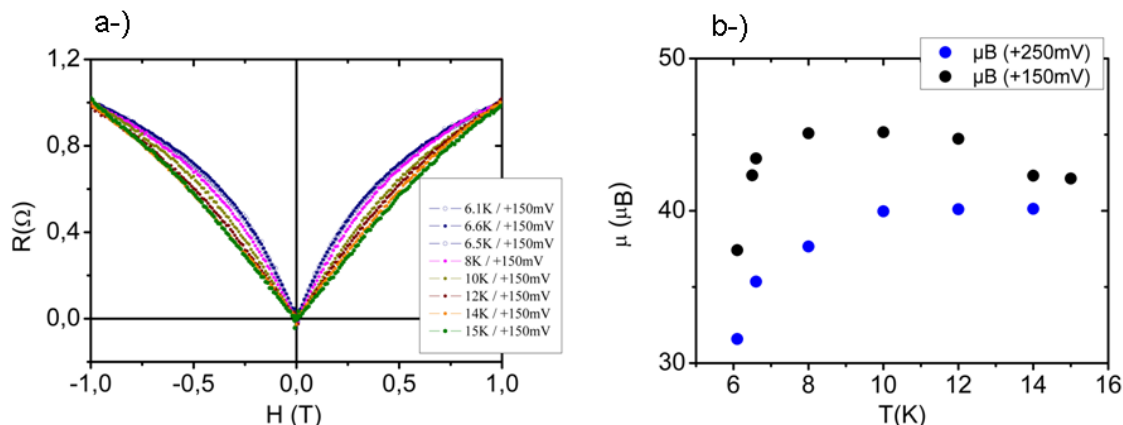 a-)
1,2
0,8
0,4
0,0
R(Ω)
-1,0 -0,5 0,0 0,5 1,0
H (T)
6.1K / +150mV
6.6K / +150mV
6.5K / +150mV
8K / +150mV
10K / +150mV
12K / +150mV
14K / +150mV
15K / +150mV
b-)
µB (+250mV)
µB (+150mV)
50
40
30
µ (µB)
6 8 10 12 14 16
T(K)